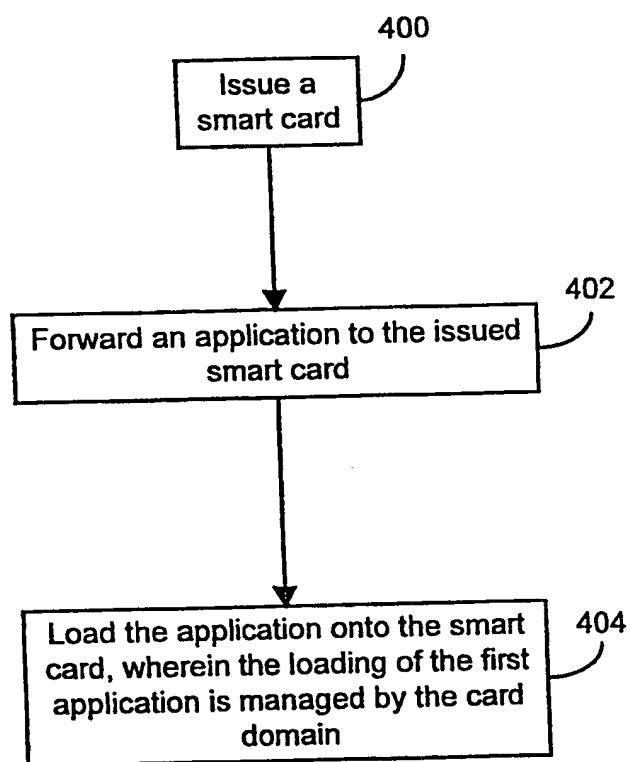 400
Issue a
smart card
402
Forward an application to the issued
smart card
404
Load the application onto the smart
card, wherein the loading of the first
application is managed by the card
domain